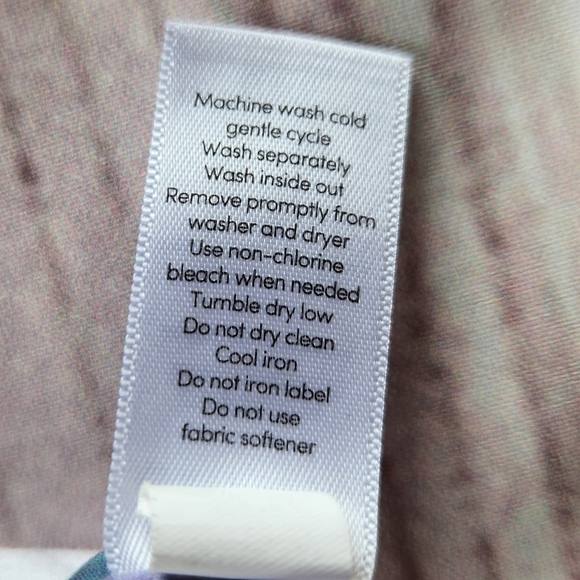 Machine wash cold
gentle cycle
Wash separately
Wash inside out
Remove promptly from
washer and dryer
Use non-chlorine
bleach when needed
Tumble dry low
Do not dry clean
Cool iron
Do not iron label
Do not use
fabric softener